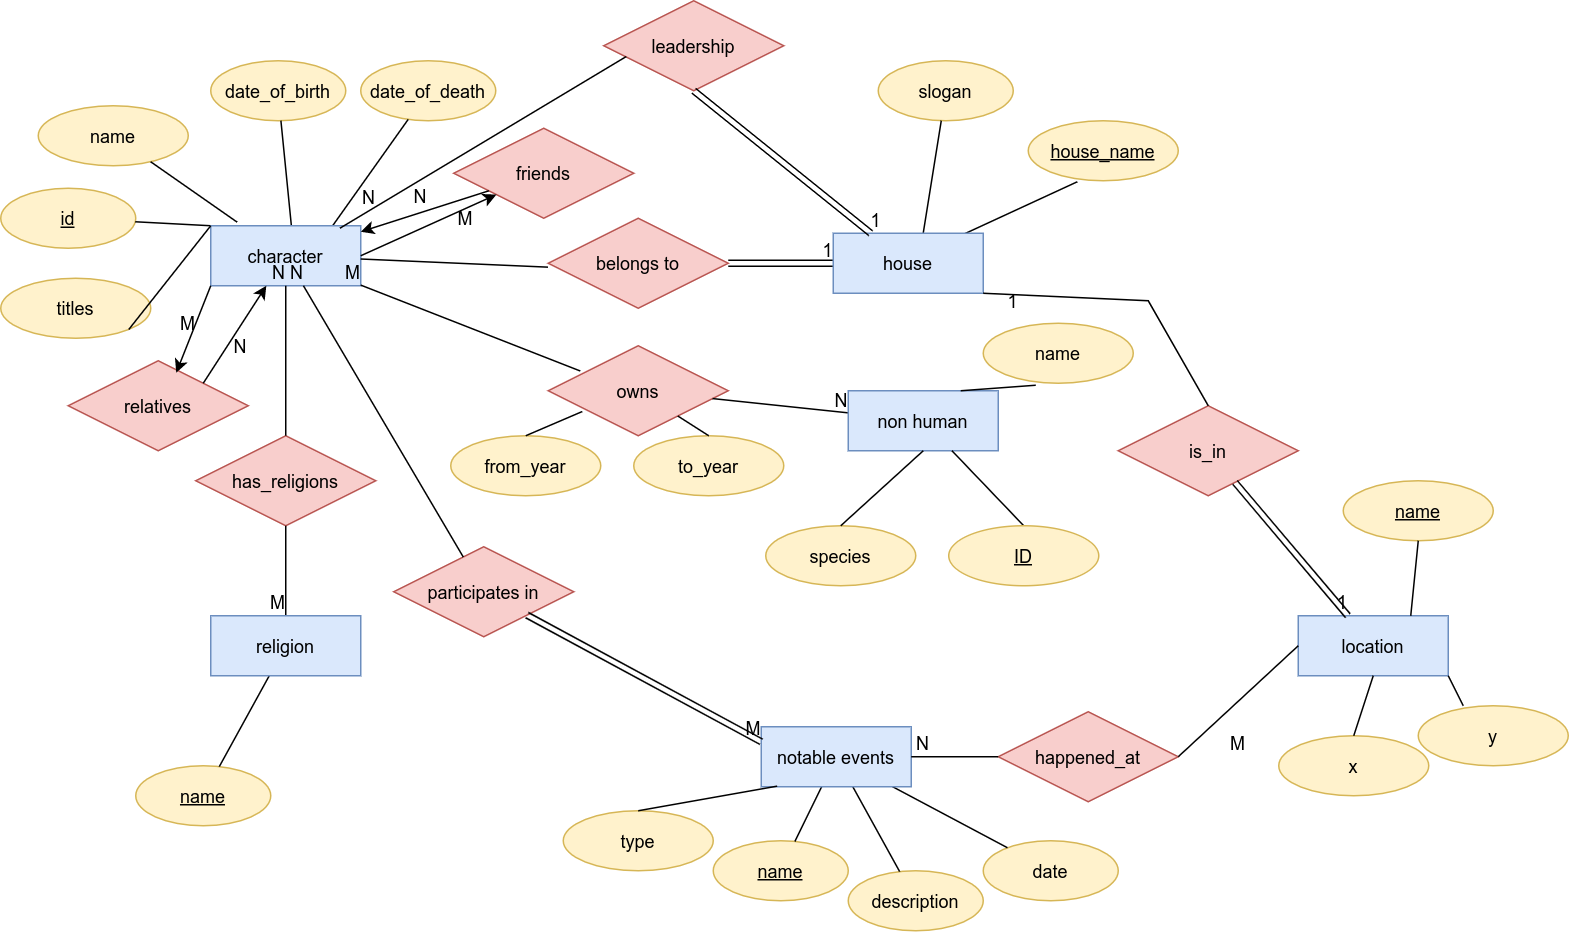 leadership
date_of_birth
date_of_death
slogan
name
house_name
friends
N
N
M
id
1
character
N N
M
belongs to
1
house
titles
M
N
1
name
relatives
owns
N
non human
is_in
from_year
to_year
has_religions
name
species
ID
participates in
M
1
religion
location
M
notable events
N
happened_at
M
y
x
name
type
name
description
date